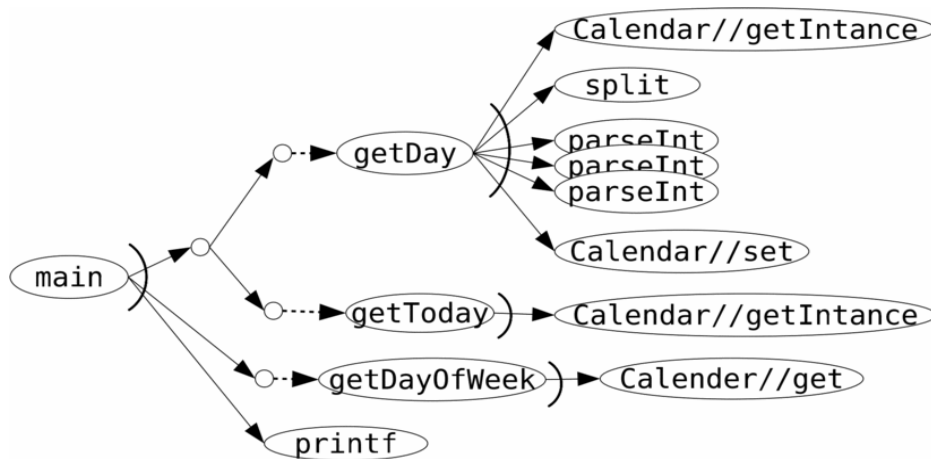 Calendar//getIntance
split
getDay
parseInt
parseInt
parseInt
Calendar//set
main
getToday
Calendar//getIntance
getDayOfWeek
Calender//get
printf